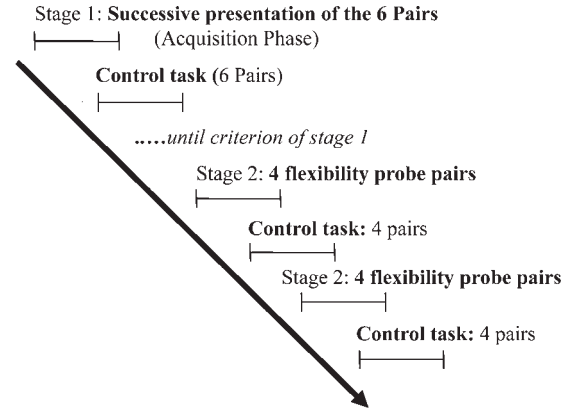 Stage 1: Successive presentation of the 6 Pairs
(Acquisition Phase)
Control task (6 Pairs)
.....until criterion of stage 1
Stage 2: 4 flexibility probe pairs
Control task: 4 pairs
Stage 2: 4 flexibility probe pairs
Control task: 4 pairs